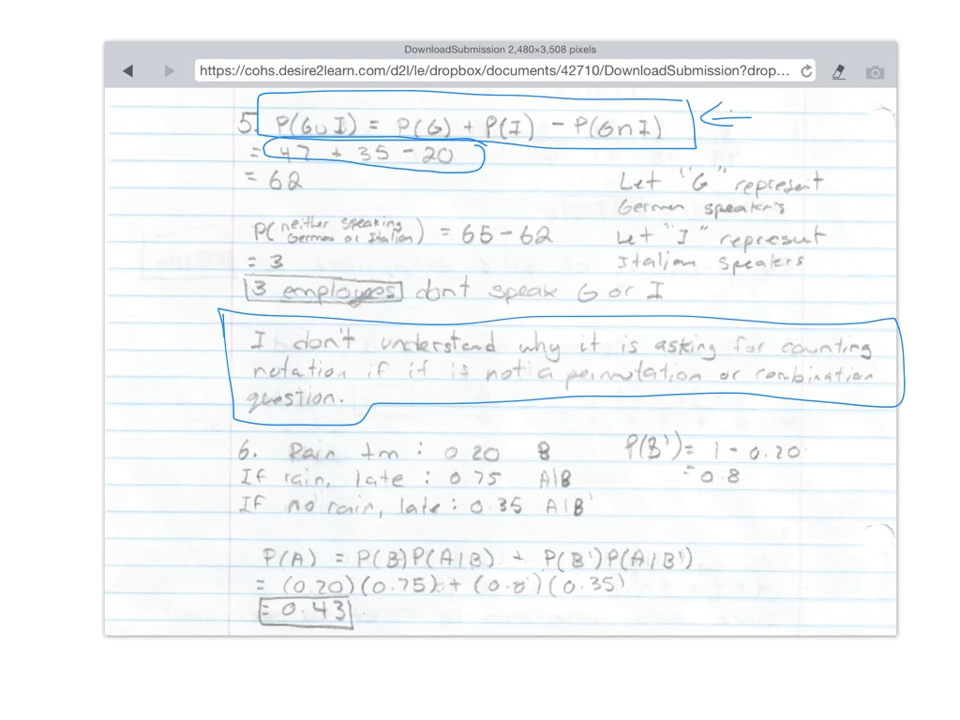 DownloadSubmission 2,480×3,508 pixels
https://cohs.desire2learn.com/d2l/le/dropbox/documents/42710/DownloadSubmission?drop...
5. P(G∪I) = P(G) + P(I) - P(G∩I)
= 47 + 35 - 20
= 62
Let "G" represent
German speakers
P(neither speaking German or Italian) = 65 - 62
Let "I" represent
Italian speakers
= 3
3 employees don't speak G or I
I don't understand why it is asking for counting
notation if it is not a permutation or combination
question.
6. Rain tm : 0.20 B P(B') = 1 - 0.20
If rain, late : 0.75 A|B = 0.8
If no rain, late : 0.35 A|B'
P(A) = P(B)P(A|B) + P(B')P(A|B')
= (0.20)(0.75) + (0.8)(0.35)
= 0.43